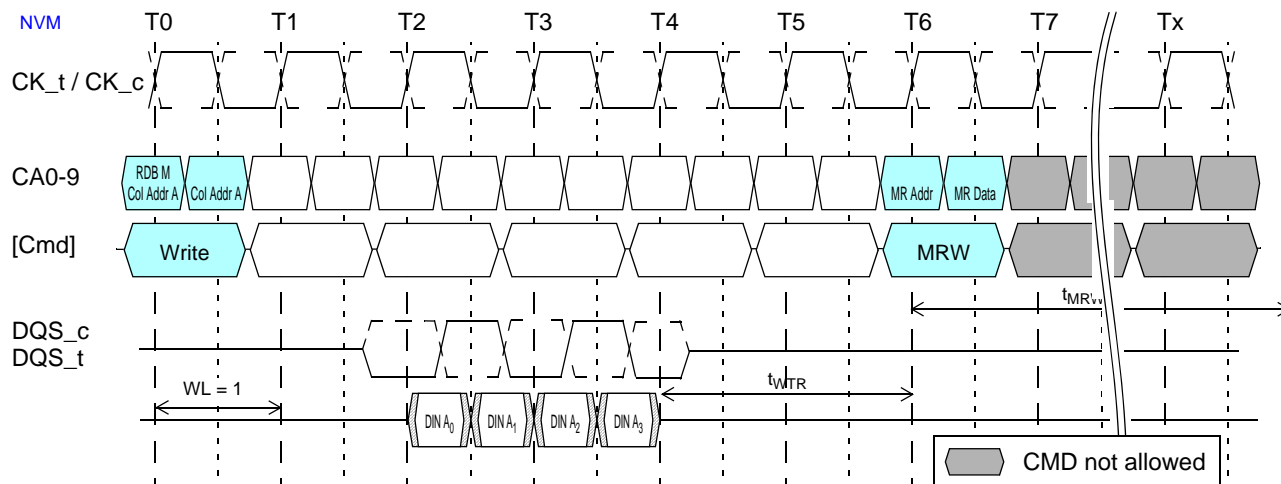 NVM T0 T1 T2 T3 T4 T5 T6 T7 Tx
CK_t / CK_c
CA0-9
RDB M
Col Addr A
Col Addr A
MR Addr
MR Data
[Cmd]
Write
MRW
tMRW
DQS_c
DQS_t
WL = 1
tWTR
DIN A0
DIN A1
DIN A2
DIN A3
CMD not allowed